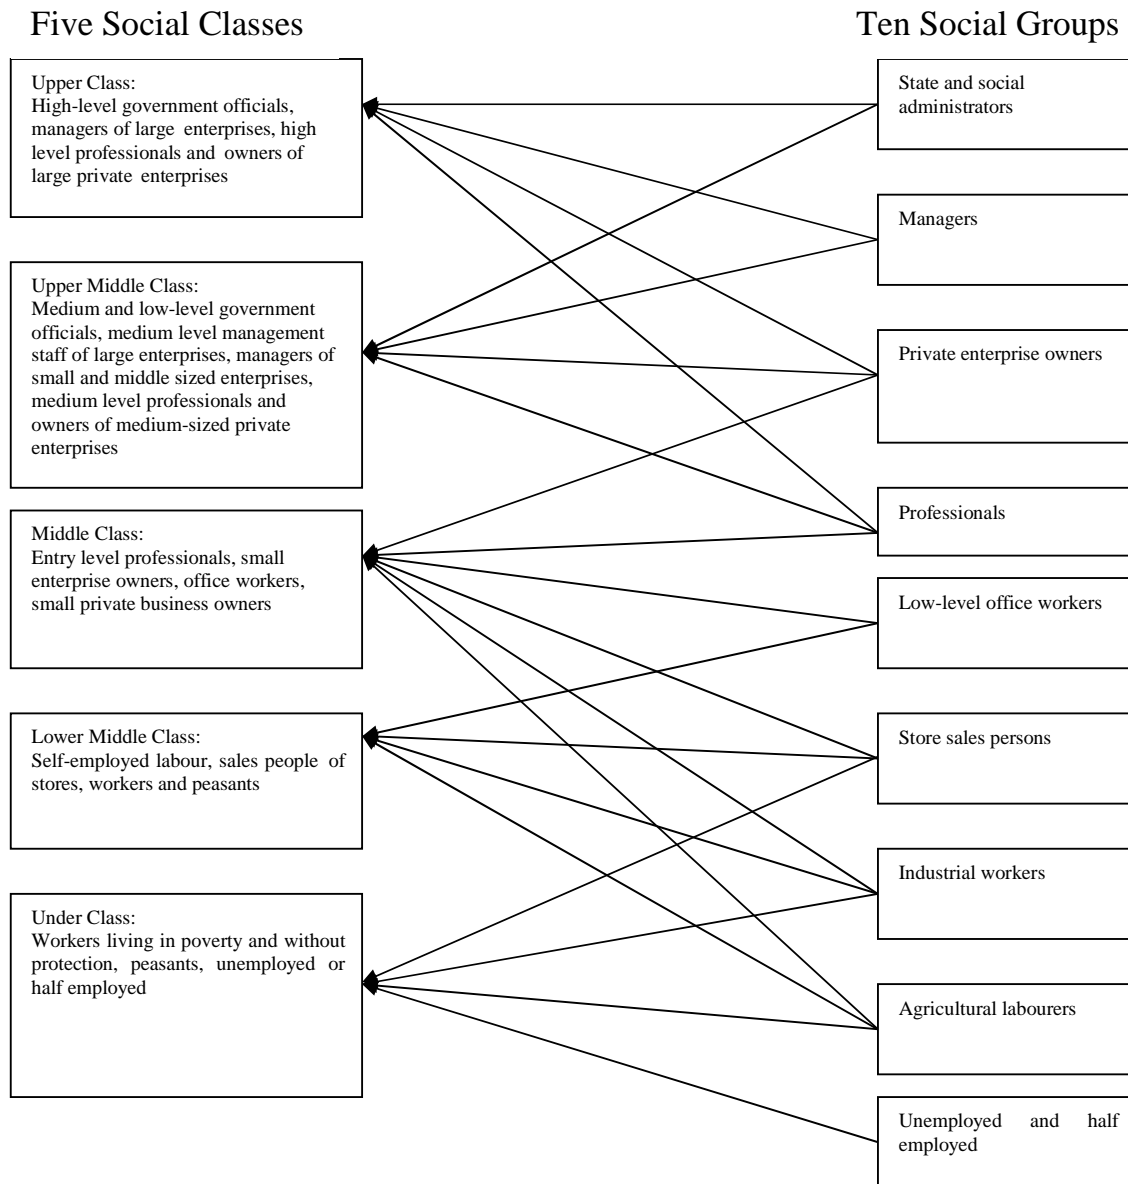 Five Social Classes
Ten Social Groups
Upper Class:
High-level government officials,
managers of large enterprises, high
level professionals and owners of
large private enterprises
Upper Middle Class:
Medium and low-level government
officials, medium level management
staff of large enterprises, managers of
small and middle sized enterprises,
medium level professionals and
owners of medium-sized private
enterprises
Middle Class:
Entry level professionals, small
enterprise owners, office workers,
small private business owners
Lower Middle Class:
Self-employed labour, sales people of
stores, workers and peasants
Under Class:
Workers living in poverty and without
protection, peasants, unemployed or
half employed
State and social
administrators
Managers
Private enterprise owners
Professionals
Low-level office workers
Store sales persons
Industrial workers
Agricultural labourers
Unemployed and half
employed